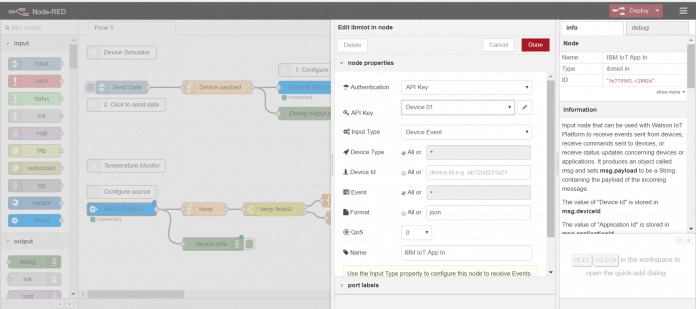 Node-RED
Deploy
filter nodes
Flow 1
Edit ibmiot in node
info
debug
input
inject
catch
status
link
mqtt
http
websocket
tcp
output
debug
link
mqtt
Device Simulator
1. Configure
Send Data
Device payload
connected
2. Click to send data
Debug output
Temperature Monitor
Configure source
IBM IoT App In
connected
temp
temp thresh
device data
Delete
Cancel
Done
node properties
Authentication
API Key
API Key
Device 01
Input Type
Device Event
Device Type
All or
+
Device Id
All or
device id e.g. ab12cd231a21
Event
All or
+
Format
All or
json
QoS
0
Name
IBM IoT App In
Use the Input Type property to configure this node to receive Events
port labels
Node
Name
IBM IoT App In
Type
ibmiot in
ID
show more
Information
Input node that can be used with Watson IoT
Platform to receive events sent from devices,
receive commands sent to devices, or
receive status updates concerning devices or
applications. It produces an object called
msg and sets msg.payload to be a String
containing the payload of the incoming
message.
The value of "Device Id" is stored in
msg.deviceId
The value of "Application Id" is stored in
msg.applicationId
ctrl click in the workspace to
open the quick-add dialog